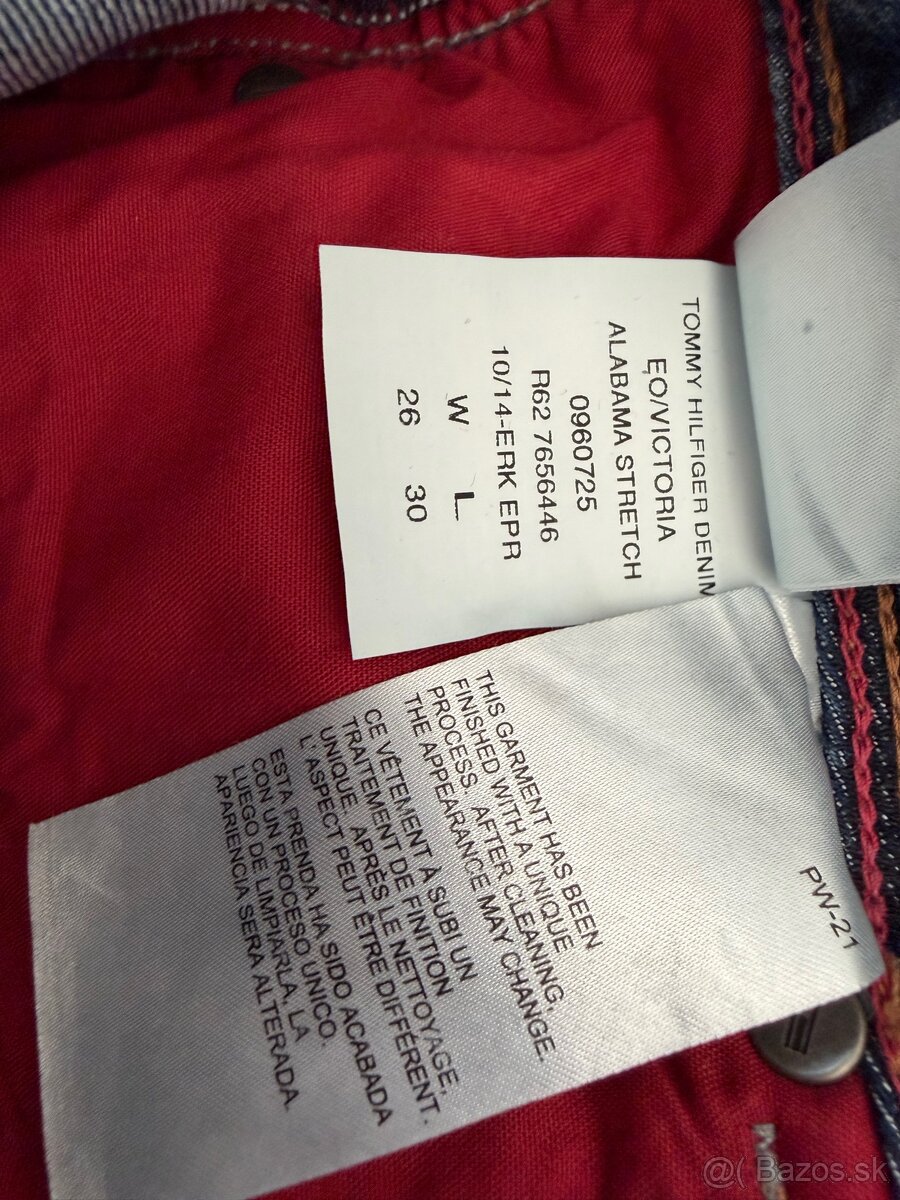 TOMMY HILFIGER DENIM
EO/VICTORIA
ALABAMA STRETCH
0960725
R62 7656446
10/14-ERK EPR
W L
26 30
PW-21
THIS GARMENT HAS BEEN
FINISHED WITH A UNIQUE
PROCESS. AFTER CLEANING,
THE APPEARANCE MAY CHANGE.
CE VÊTEMENT A SUBI UN
TRAITEMENT DE FINITION
UNIQUE. APRÈS LE NETTOYAGE,
L'ASPECT PEUT ÊTRE DIFFÉRENT.
ESTA PRENDA HA SIDO ACABADA
CON UN PROCESO UNICO.
LUEGO DE LIMPIARLA, LA
APARIENCIA SERA ALTERADA.
@( Bazos.sk